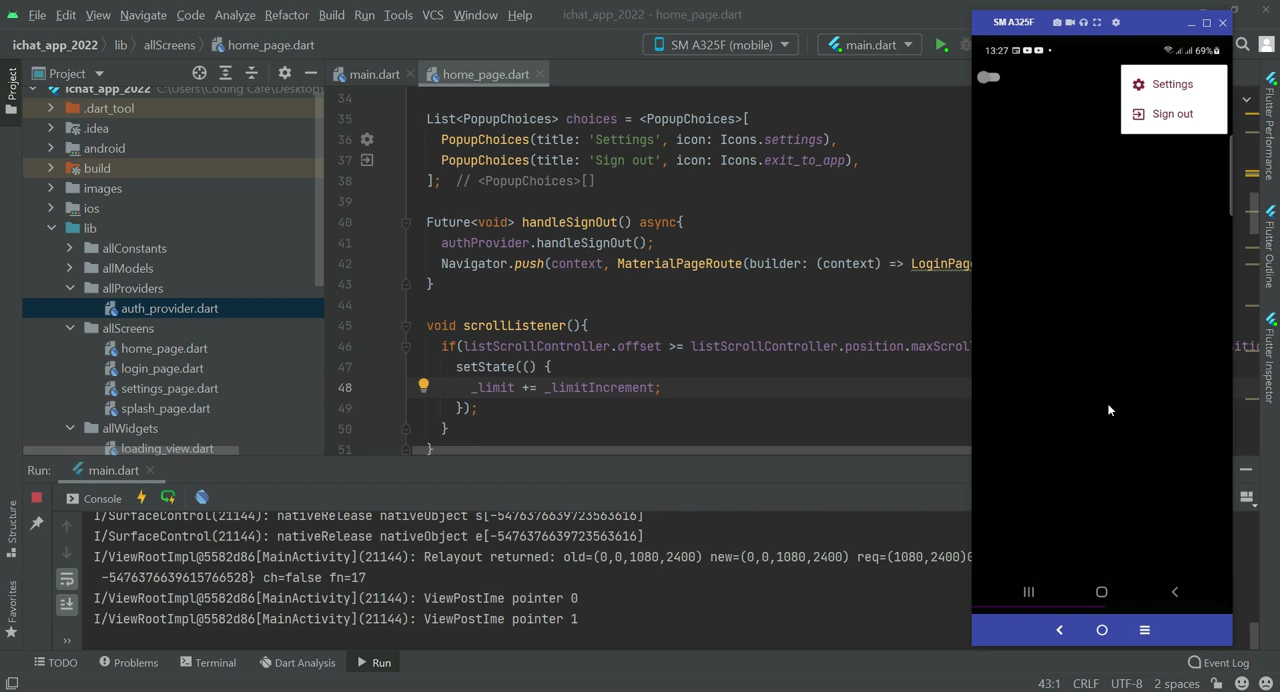 File Edit View Navigate Code Analyze Refactor Build Run Tools VCS Window Help ichat_app_2022 - home_page.dart
ichat_app_2022 lib allScreens home_page.dart
SM A325F (mobile) main.dart
Project
main.dart home_page.dart
Project
ichat_app_2022 C:\Users\Coding Cafe\Desktop\
.dart_tool
.idea
android
build
images
ios
lib
allConstants
allModels
allProviders
auth_provider.dart
allScreens
home_page.dart
login_page.dart
settings_page.dart
splash_page.dart
allWidgets
loading_view.dart
34
35 List<PopupChoices> choices = <PopupChoices>[
36 PopupChoices(title: 'Settings', icon: Icons.settings),
37 PopupChoices(title: 'Sign out', icon: Icons.exit_to_app),
38 ]; // <PopupChoices>[]
39
40 Future<void> handleSignOut() async{
41 authProvider.handleSignOut();
42 Navigator.push(context, MaterialPageRoute(builder: (context) => LoginPag
43 }
44
45 void scrollListener(){
46 if(listScrollController.offset >= listScrollController.position.maxScrol
47 setState(() {
48 _limit += _limitIncrement;
49 });
50 }
51 }
SM A325F
13:27
69%
Settings
Sign out
Flutter Performance
Flutter Outline
Flutter Inspector
Run: main.dart
Console
I/SurfaceControl(21144): nativeRelease nativeObject s[-5476376639723563616]
I/SurfaceControl(21144): nativeRelease nativeObject e[-5476376639723563616]
I/ViewRootImpl@5582d86[MainActivity](21144): Relayout returned: old=(0,0,1080,2400) new=(0,0,1080,2400) req=(1080,2400)0
-5476376639615766528} ch=false fn=17
I/ViewRootImpl@5582d86[MainActivity](21144): ViewPostIme pointer 0
I/ViewRootImpl@5582d86[MainActivity](21144): ViewPostIme pointer 1
Structure
Favorites
TODO Problems Terminal Dart Analysis Run Event Log
43:1 CRLF UTF-8 2 spaces